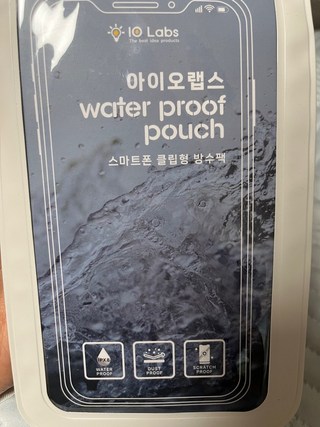 IO Labs
The best idea products
아이오랩스
water proof
pouch
스마트폰 클립형 방수팩
IPX8
WATER
PROOF
DUST
PROOF
SCRATCH
PROOF